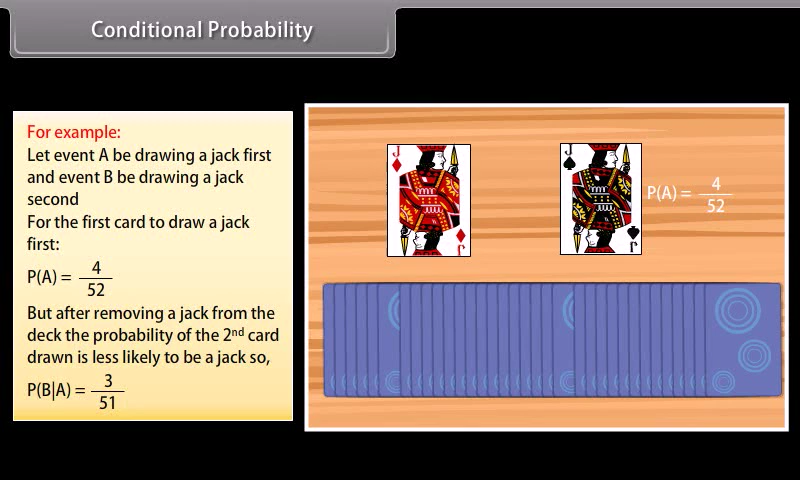 Conditional Probability
For example:
Let event A be drawing a jack first
and event B be drawing a jack
second
For the first card to draw a jack
first:
P(A) = 4/52
But after removing a jack from the
deck the probability of the 2nd card
drawn is less likely to be a jack so,
P(B|A) = 3/51
J
J
J
J
P(A) = 4/52